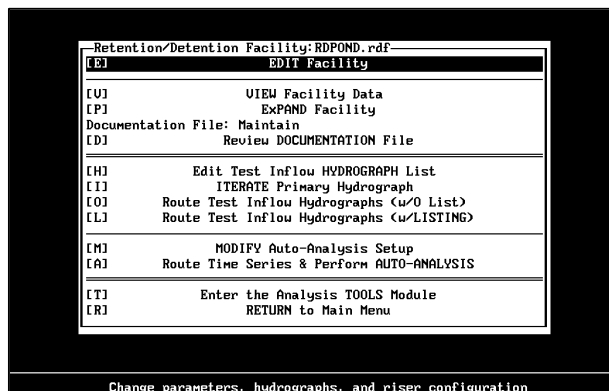 Retention/Detention Facility:RDPOND.rdf
[E] EDIT Facility
[V] VIEW Facility Data
[P] ExPAND Facility
Documentation File: Maintain
[D] Review DOCUMENTATION File
[H] Edit Test Inflow HYDROGRAPH List
[I] ITERATE Primary Hydrograph
[O] Route Test Inflow Hydrographs (w/O List)
[L] Route Test Inflow Hydrographs (w/LISTING)
[M] MODIFY Auto-Analysis Setup
[A] Route Time Series & Perform AUTO-ANALYSIS
[T] Enter the Analysis TOOLS Module
[R] RETURN to Main Menu
Change parameters, hydrographs, and riser configuration